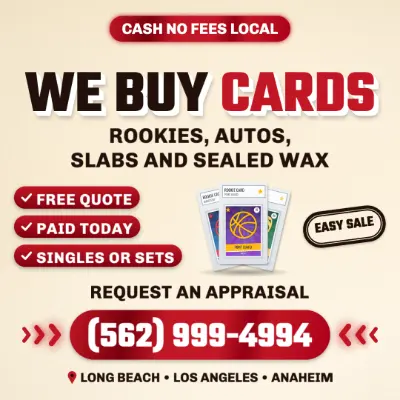 CASH NO FEES LOCAL
WE BUY CARDS
ROOKIES, AUTOS,
SLABS AND SEALED WAX
FREE QUOTE
PAID TODAY
SINGLES OR SETS
ROOKIE CARD
EASY SALE
REQUEST AN APPRAISAL
(562) 999-4994
LONG BEACH • LOS ANGELES • ANAHEIM